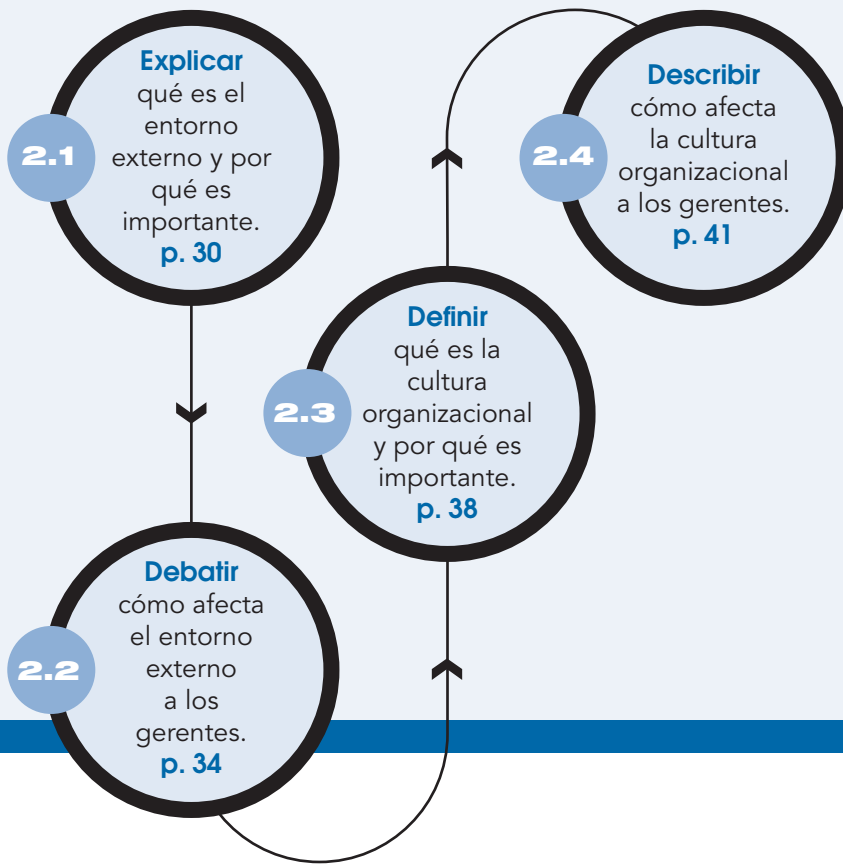 2.1
Explicar
qué es el
entorno
externo y por
qué es
importante.
p. 30
2.2
Debatir
cómo afecta
el entorno
externo
a los
gerentes.
p. 34
2.3
Definir
qué es la
cultura
organizacional
y por qué es
importante.
p. 38
2.4
Describir
cómo afecta
la cultura
organizacional
a los gerentes.
p. 41